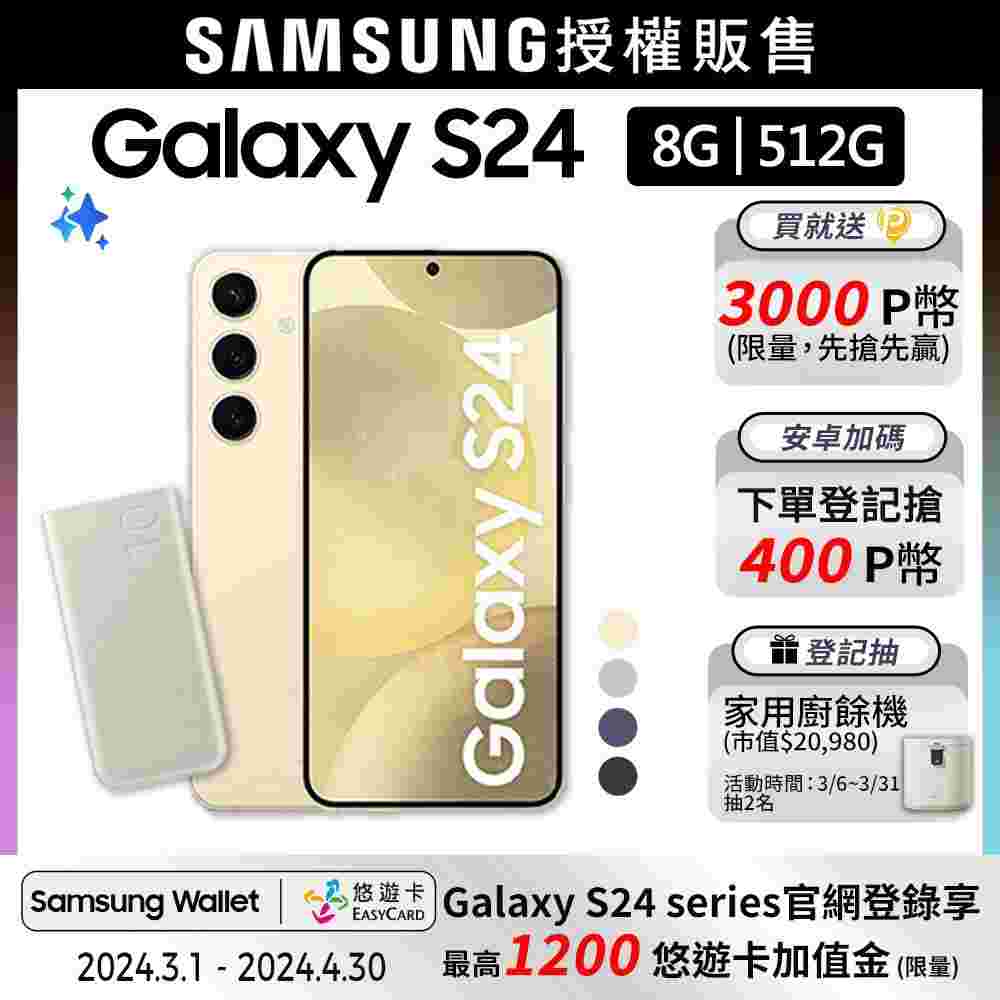 SAMSUNG授權販售
Galaxy S24 8G|512G
買就送 P
3000 P幣
(限量，先搶先贏)
Galaxy S24
安卓加碼
下單登記搶
400 P幣
登記抽
家用廚餘機
(市值$20,980)
活動時間：3/6~3/31
抽2名
Samsung Wallet | 悠遊卡
EASYCARD
2024.3.1 - 2024.4.30
Galaxy S24 series官網登錄享
最高1200 悠遊卡加值金 (限量)